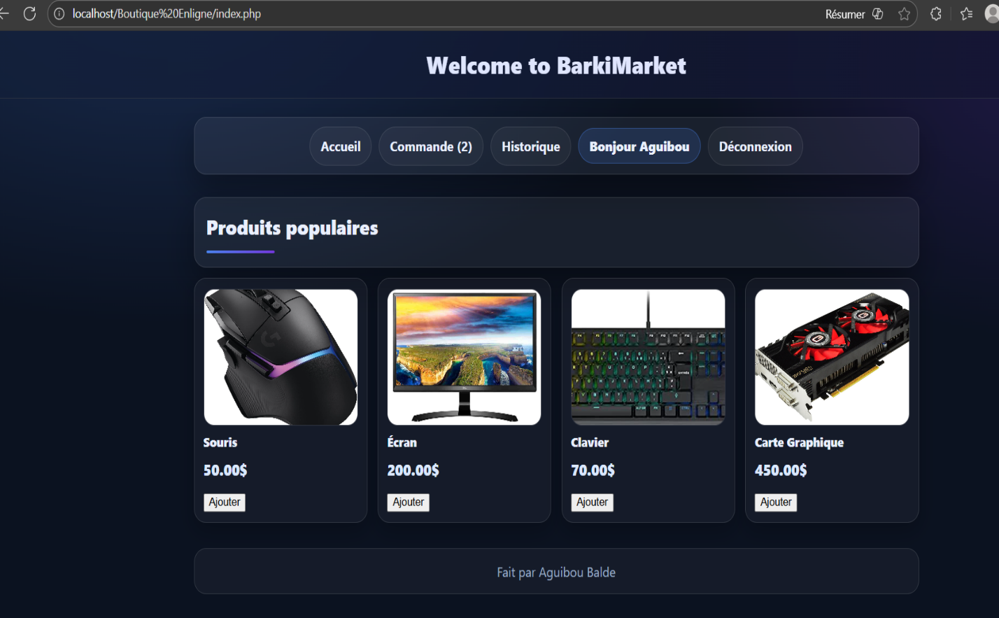 localhost/Boutique%20Enligne/index.php
Résumer
Welcome to BarkiMarket
Accueil
Commande (2)
Historique
Bonjour Aguibou
Déconnexion
Produits populaires
Souris
Écran
Clavier
Carte Graphique
50.00$
200.00$
70.00$
450.00$
Ajouter
Ajouter
Ajouter
Ajouter
Fait par Aguibou Balde